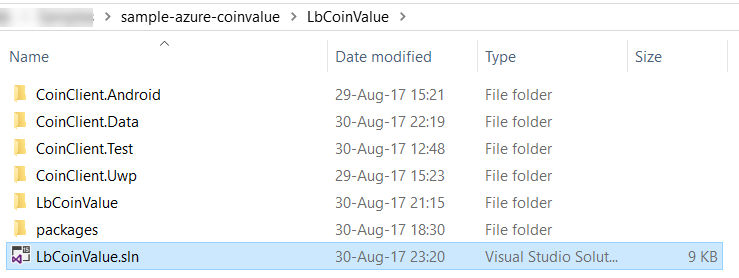 sample-azure-coinvalue > LbCoinValue >
Name Date modified Type Size
CoinClient.Android 29-Aug-17 15:21 File folder
CoinClient.Data 30-Aug-17 22:19 File folder
CoinClient.Test 30-Aug-17 12:48 File folder
CoinClient.Uwp 29-Aug-17 15:23 File folder
LbCoinValue 30-Aug-17 21:15 File folder
packages 30-Aug-17 18:30 File folder
LbCoinValue.sln 30-Aug-17 23:20 Visual Studio Solut... 9 KB